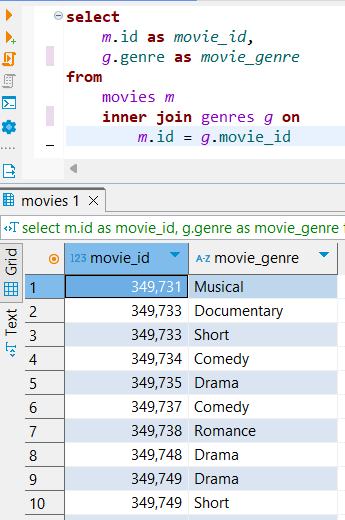 select
m.id as movie_id,
g.genre as movie_genre
from
movies m
inner join genres g on
m.id = g.movie_id
movies 1
select m.id as movie_id, g.genre as movie_genre
Grid
Text
123 movie_id A-Z movie_genre
1 349,731 Musical
2 349,733 Documentary
3 349,733 Short
4 349,734 Comedy
5 349,735 Drama
6 349,737 Comedy
7 349,738 Romance
8 349,748 Drama
9 349,749 Drama
10 349,749 Short